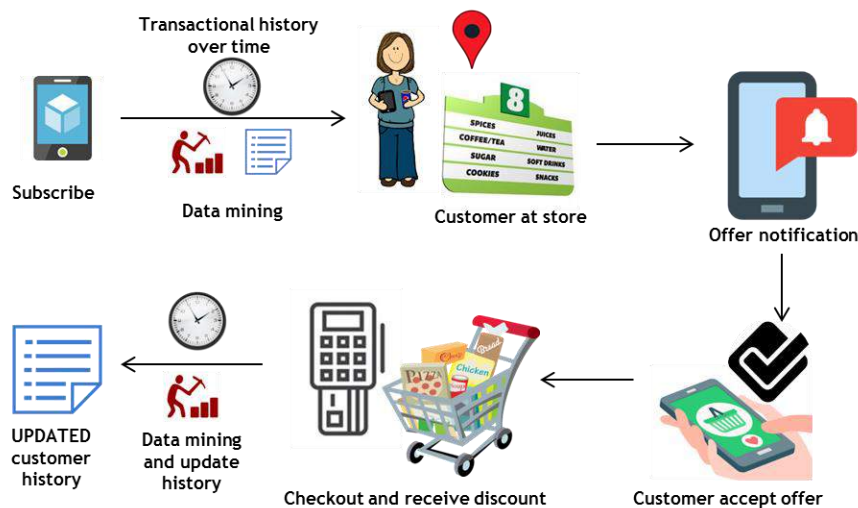 Transactional history
over time
Subscribe
Data mining
8
SPICES
JUICES
COFFEE/TEA
WATER
SUGAR
SOFT DRINKS
COOKIES
SNACKS
Customer at store
Offer notification
UPDATED
customer
history
Data mining
and update
history
Bread
Chicken
PIZZA
Checkout and receive discount
Customer accept offer